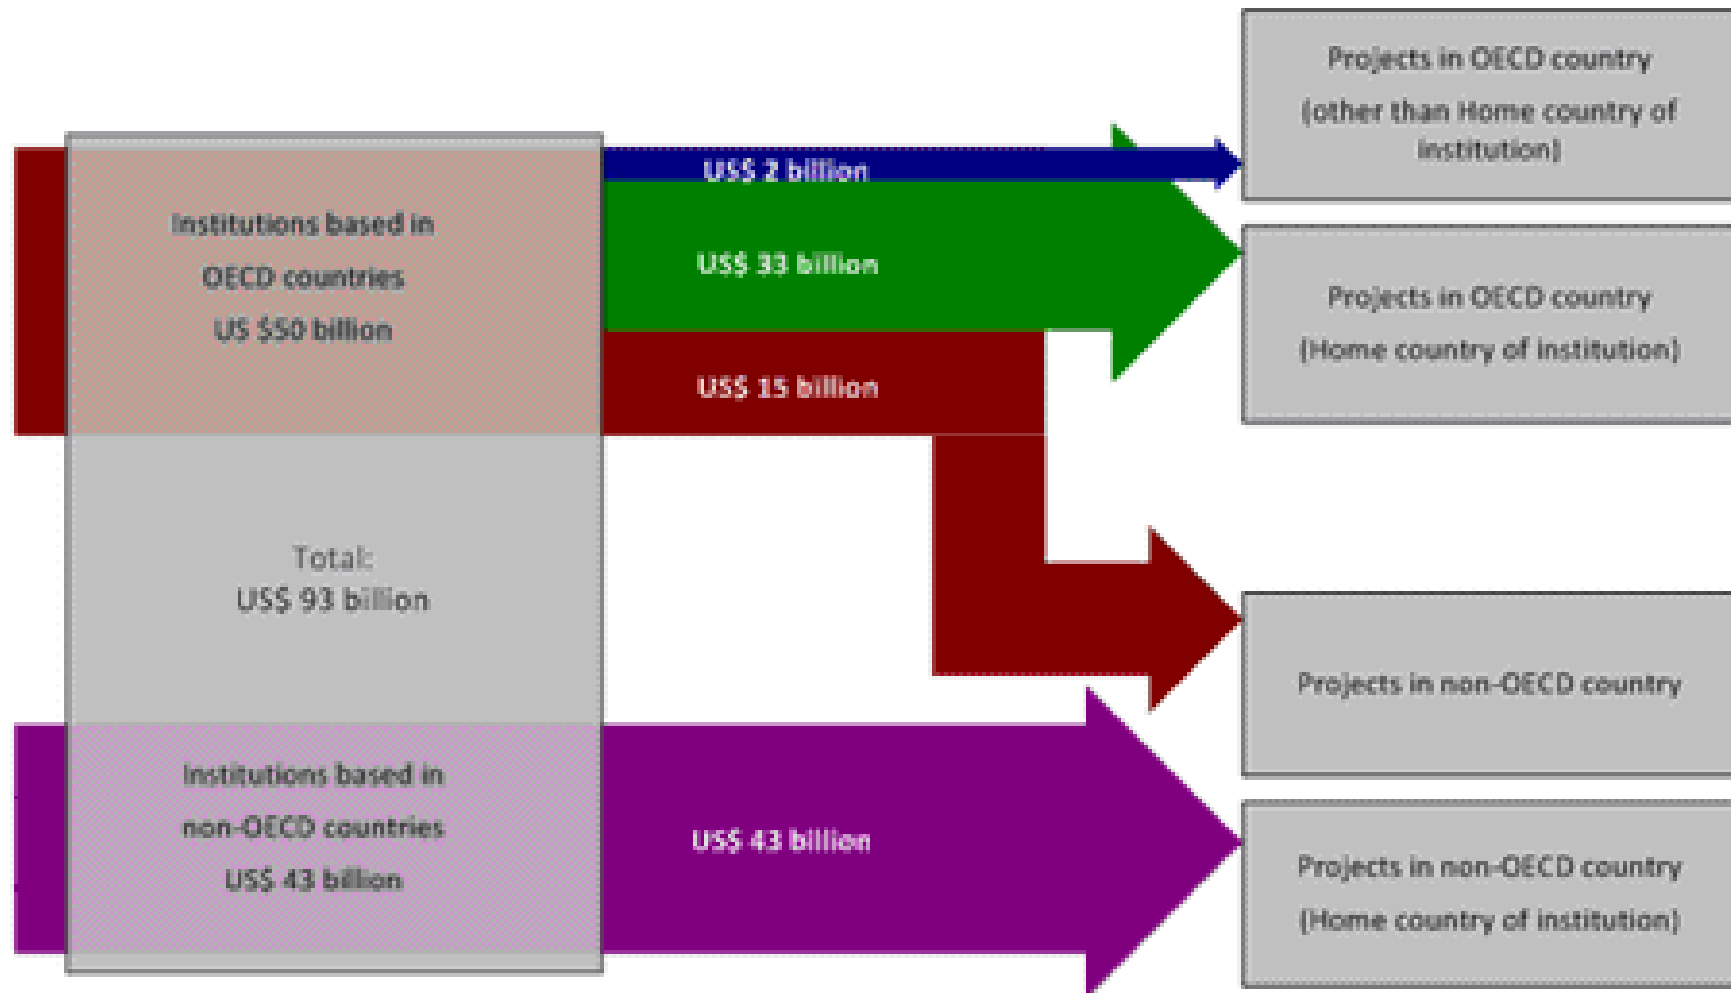 Projects in OECD country
(other than Home country of
institution)
US$ 2 billion
Institutions based in
OECD countries
US $50 billion
US$ 33 billion
Projects in OECD country
(Home country of institution)
US$ 15 billion
Total:
US$ 93 billion
Projects in non-OECD country
Institutions based in
non-OECD countries
US$ 43 billion
US$ 43 billion
Projects in non-OECD country
(Home country of institution)